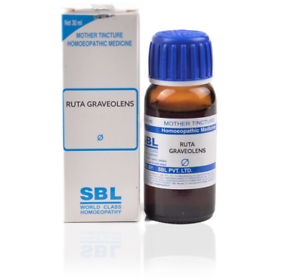 Net 30 ml
MOTHER TINCTURE
HOMOEOPATHIC MEDICINE
RUTA GRAVEOLENS
Ø
SBL
WORLD CLASS
HOMOEOPATHY
MOTHER TINCTURE
Homoeopathic Medicine
RUTA
GRAVEOLENS
Ø
SBL PVT. LTD.